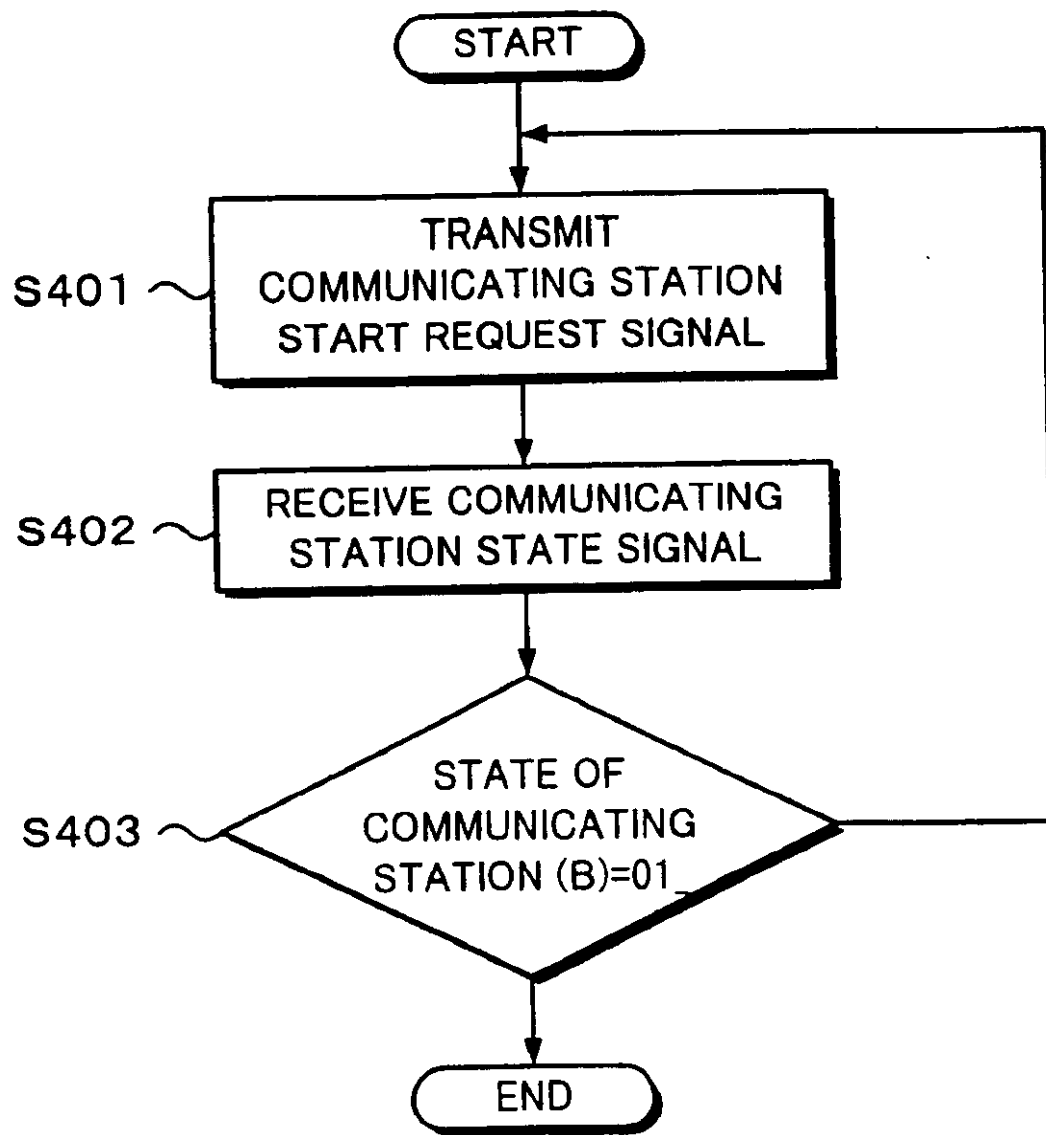 START
S401
TRANSMIT
COMMUNICATING STATION
START REQUEST SIGNAL
S402
RECEIVE COMMUNICATING
STATION STATE SIGNAL
S403
STATE OF
COMMUNICATING
STATION (B)=01_
END